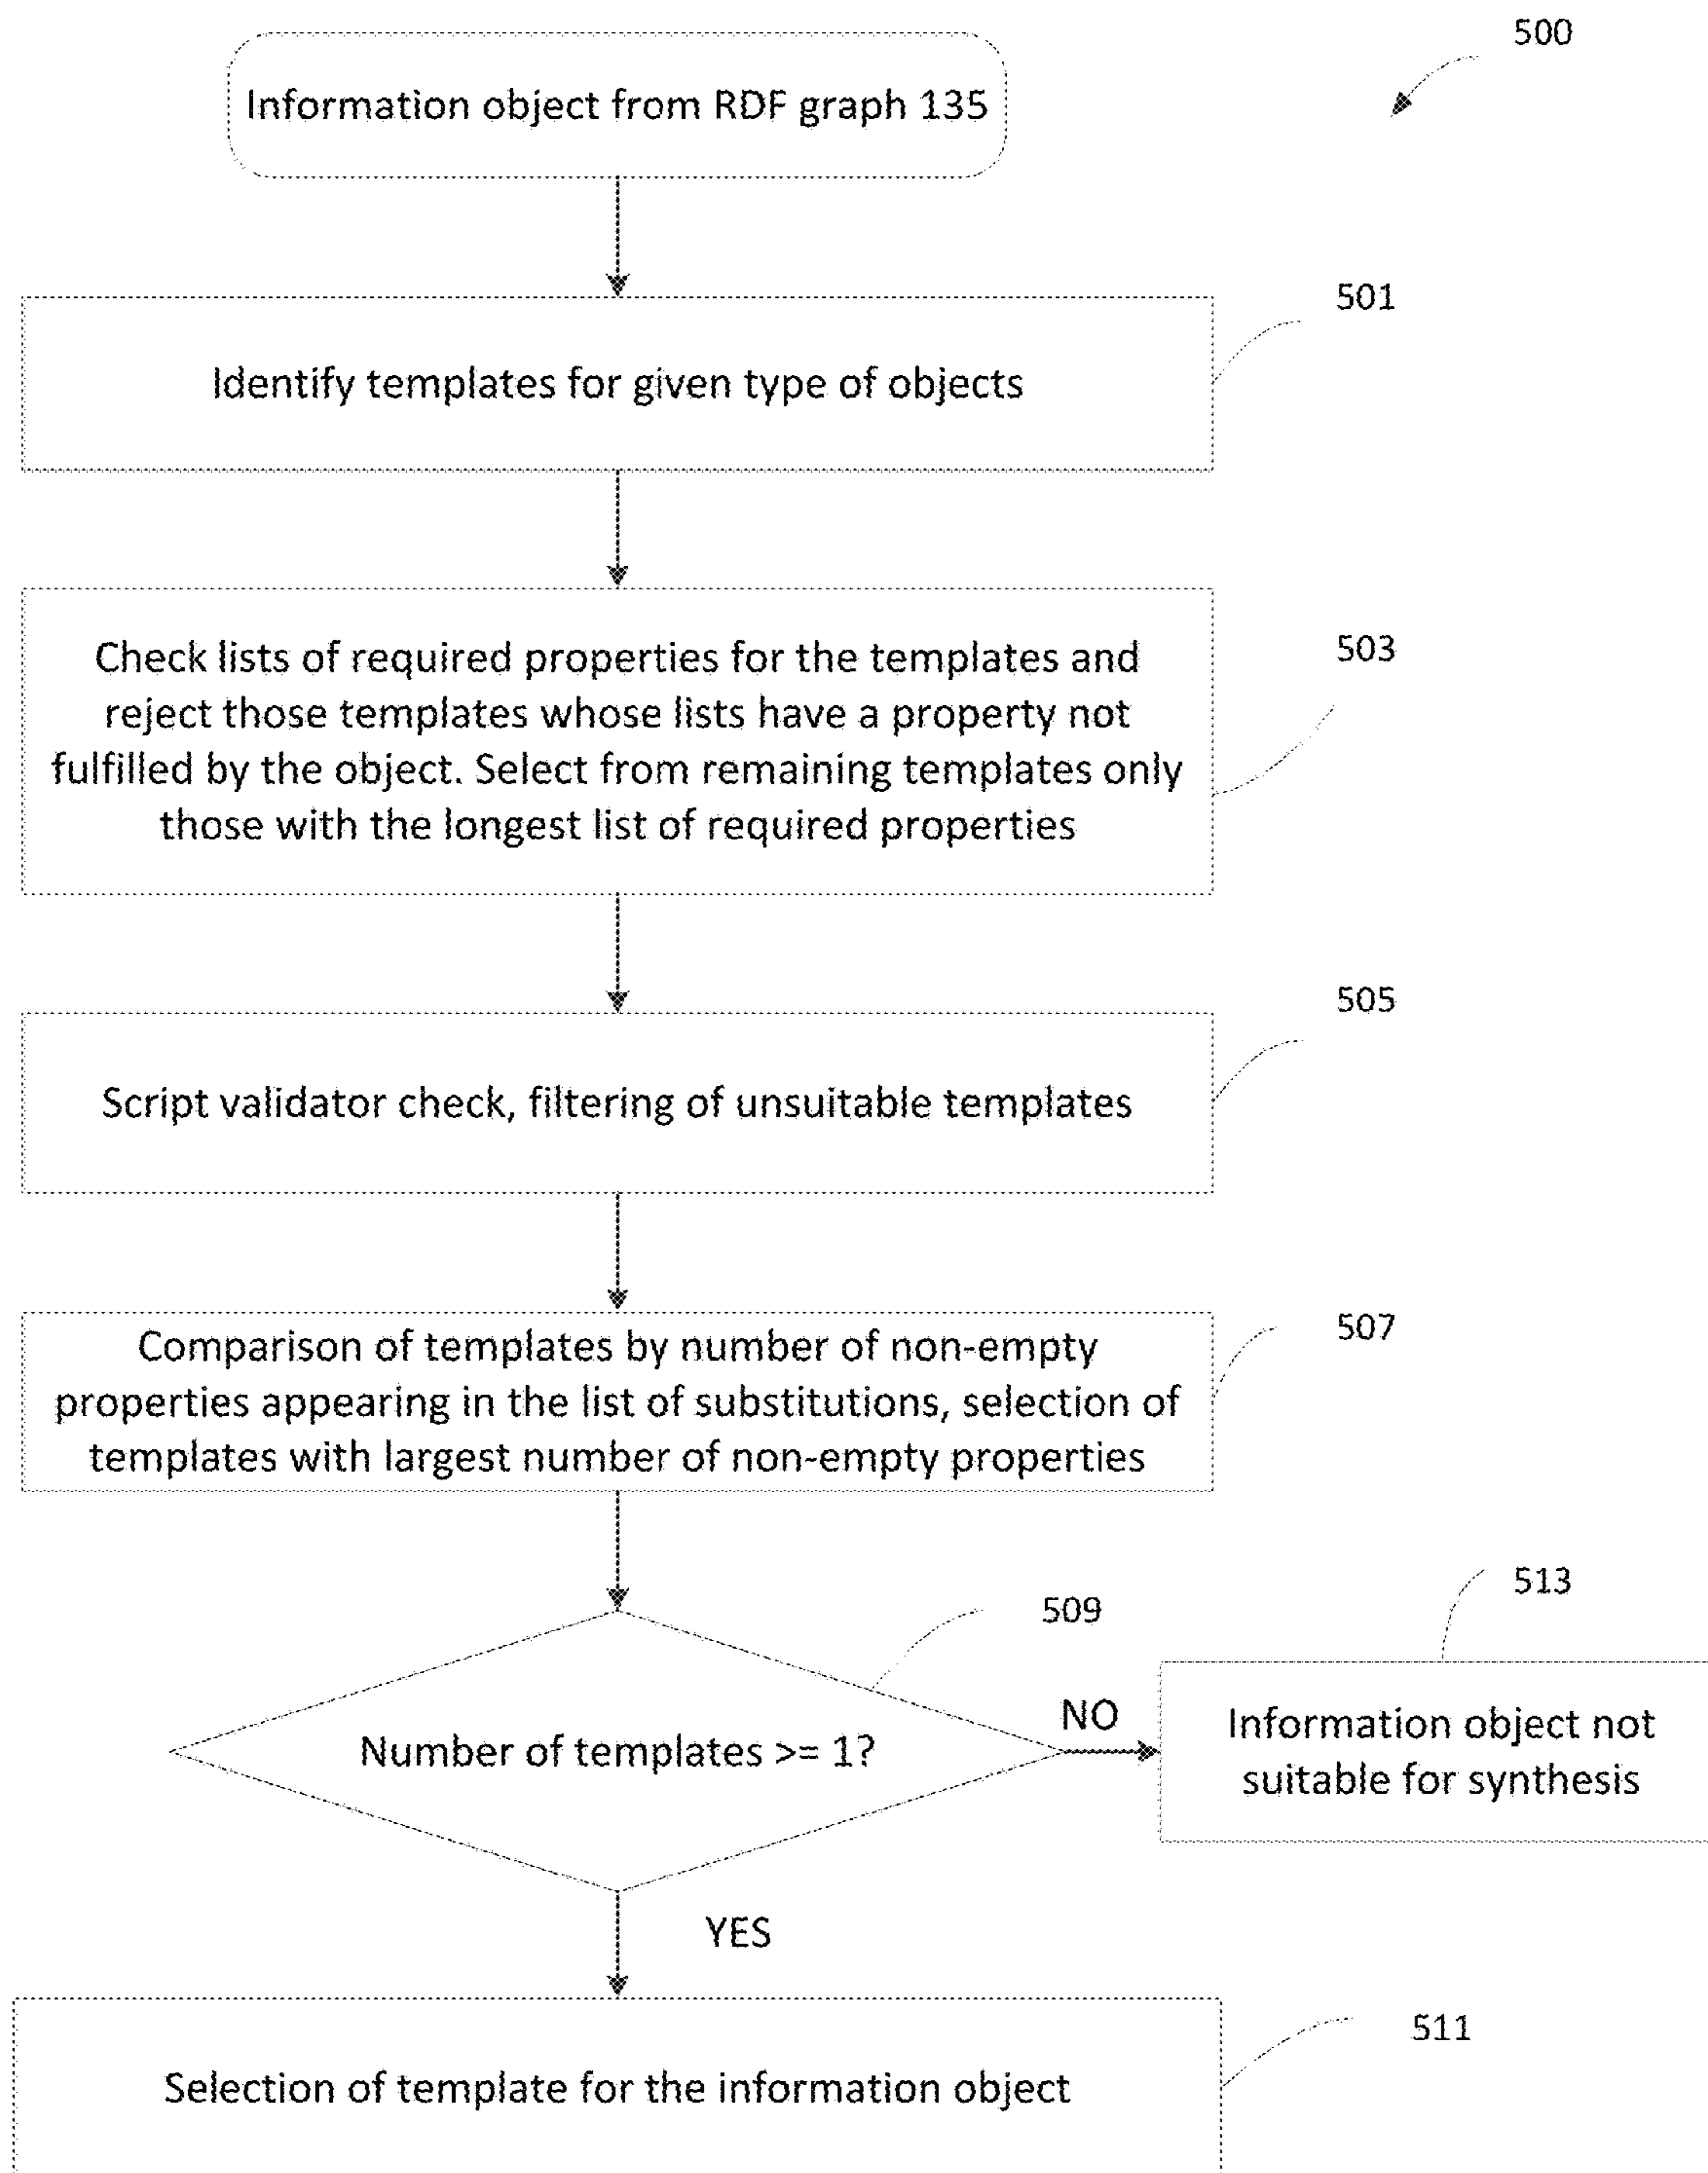 500
Information object from RDF graph 135
501
Identify templates for given type of objects
503
Check lists of required properties for the templates and
reject those templates whose lists have a property not
fulfilled by the object. Select from remaining templates only
those with the longest list of required properties
505
Script validator check, filtering of unsuitable templates
507
Comparison of templates by number of non-empty
properties appearing in the list of substitutions, selection of
templates with largest number of non-empty properties
509
513
Number of templates >= 1?
NO
Information object not
suitable for synthesis
YES
511
Selection of template for the information object